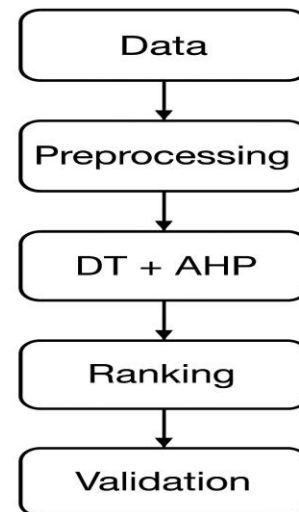 Data
Preprocessing
DT + AHP
Ranking
Validation